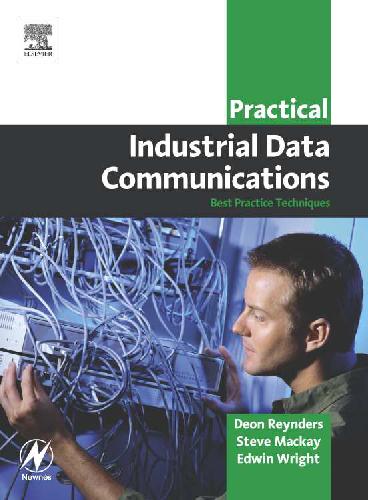 ELSEVIER
Practical
Industrial Data
Communications
Best Practice Techniques
Deon Reynders
Steve Mackay
Edwin Wright
Newnes